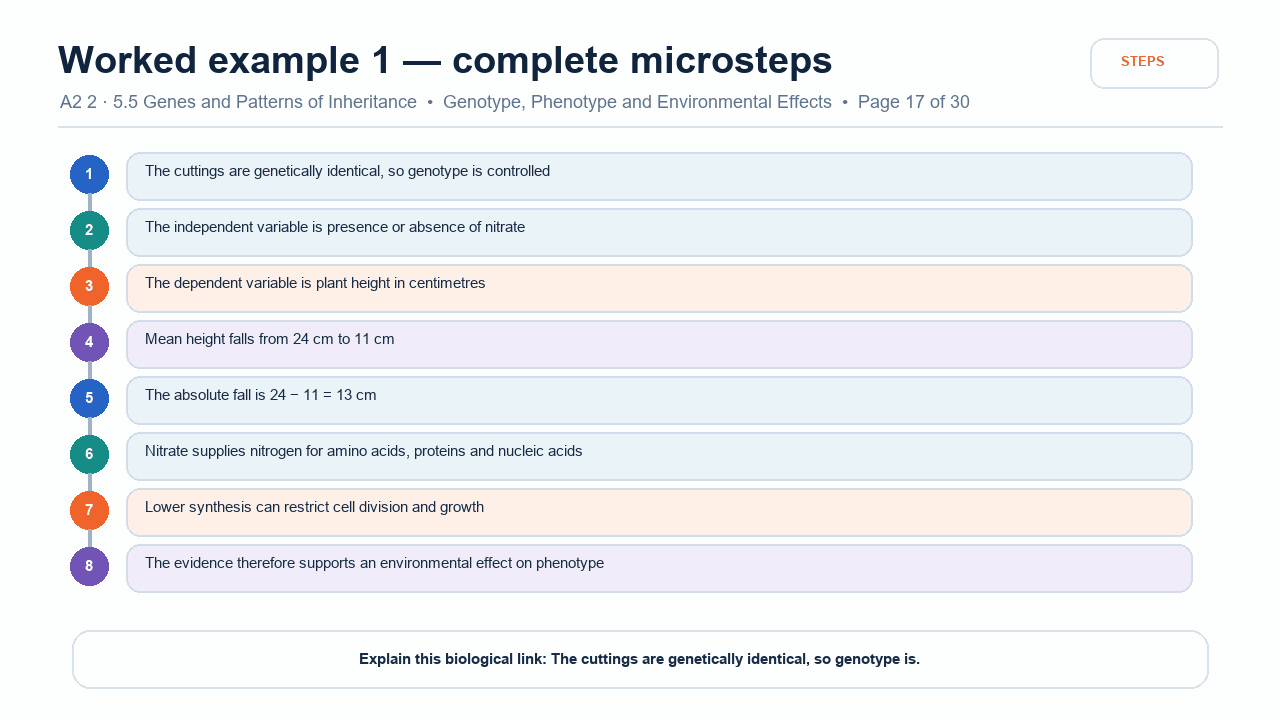 Worked example 1 — complete microsteps
STEPS
A2 2 · 5.5 Genes and Patterns of Inheritance • Genotype, Phenotype and Environmental Effects • Page 17 of 30
1 The cuttings are genetically identical, so genotype is controlled
2 The independent variable is presence or absence of nitrate
3 The dependent variable is plant height in centimetres
4 Mean height falls from 24 cm to 11 cm
5 The absolute fall is 24 − 11 = 13 cm
6 Nitrate supplies nitrogen for amino acids, proteins and nucleic acids
7 Lower synthesis can restrict cell division and growth
8 The evidence therefore supports an environmental effect on phenotype
Explain this biological link: The cuttings are genetically identical, so genotype is.